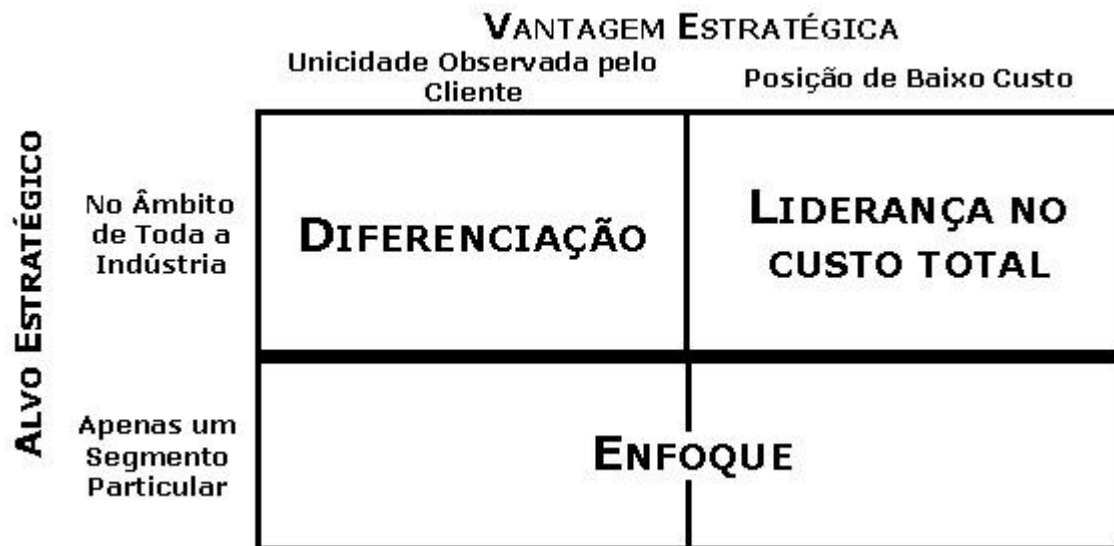 VANTAGEM ESTRATÉGICA
Unicidade Observada pelo
Cliente
Posição de Baixo Custo
ALVO ESTRATÉGICO
No Âmbito
de Toda a
Indústria
DIFERENCIAÇÃO
LIDERANÇA NO
CUSTO TOTAL
Apenas um
Segmento
Particular
ENFOQUE